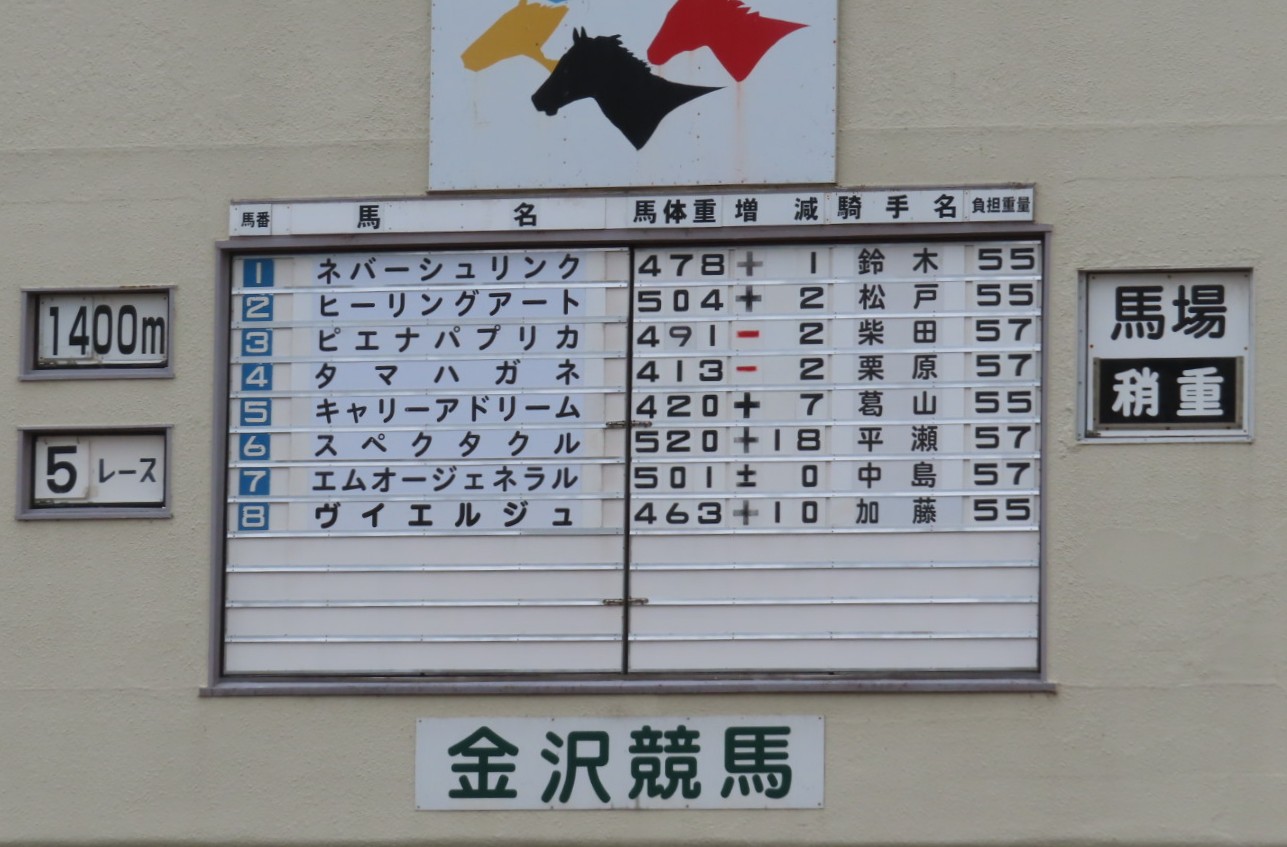 馬番 馬名 馬体重 増減 騎手名 負担重量
1 ネバーシュリンク 478 + 1 鈴木 55
2 ヒーリングアート 504 + 2 松戸 55
3 ピエナパプリカ 491 - 2 柴田 57
4 タマハガネ 413 - 2 栗原 57
5 キャリーアドリーム 420 + 7 葛山 55
6 スペクタクル 520 + 18 平瀬 57
7 エムオージェネラル 501 ± 0 中島 57
8 ヴイエルジュ 463 + 10 加藤 55
1400m
5レース
馬場
稍重
金沢競馬